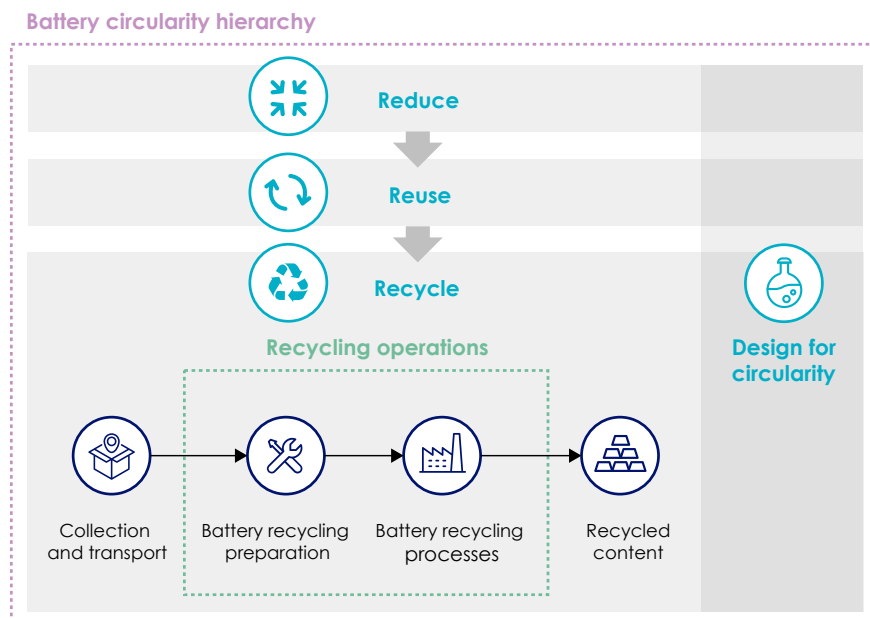 Battery circularity hierarchy
Reduce
Reuse
Recycle
Design for
circularity
Recycling operations
Collection
and transport
Battery recycling
preparation
Battery recycling
processes
Recycled
content